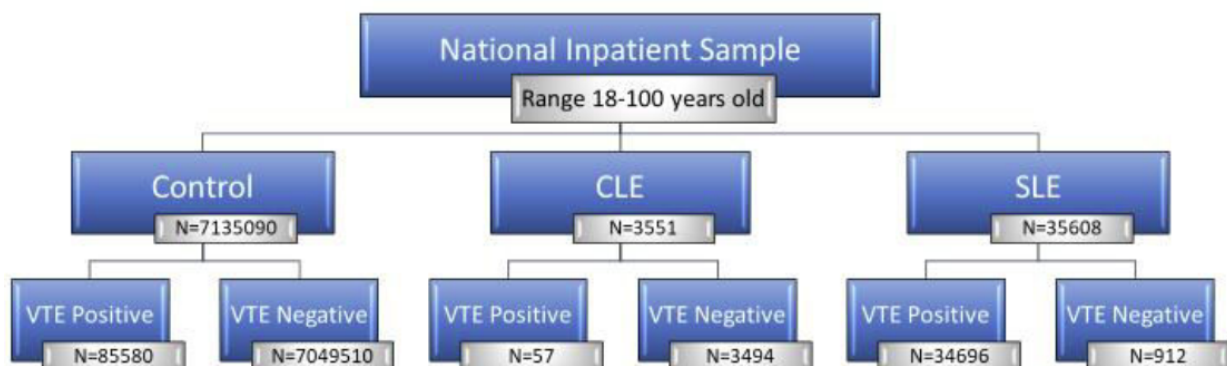 National Inpatient Sample
Range 18-100 years old
Control
N=7135090
CLE
N=3551
SLE
N=35608
VTE Positive
N=85580
VTE Negative
N=7049510
VTE Positive
N=57
VTE Negative
N=3494
VTE Positive
N=34696
VTE Negative
N=912